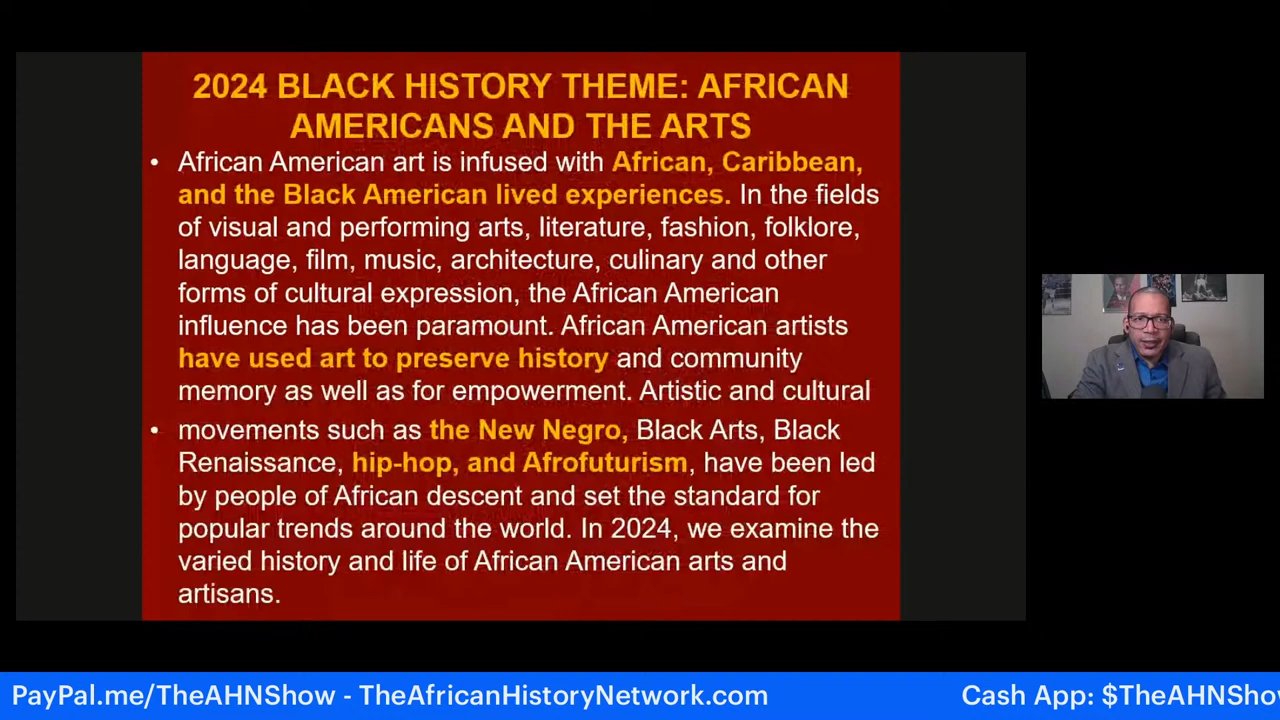 2024 BLACK HISTORY THEME: AFRICAN
AMERICANS AND THE ARTS
• African American art is infused with African, Caribbean,
and the Black American lived experiences. In the fields
of visual and performing arts, literature, fashion, folklore,
language, film, music, architecture, culinary and other
forms of cultural expression, the African American
influence has been paramount. African American artists
have used art to preserve history and community
memory as well as for empowerment. Artistic and cultural
• movements such as the New Negro, Black Arts, Black
Renaissance, hip-hop, and Afrofuturism, have been led
by people of African descent and set the standard for
popular trends around the world. In 2024, we examine the
varied history and life of African American arts and
artisans.
PayPal.me/TheAHNShow - TheAfricanHistoryNetwork.com Cash App: $TheAHNSho